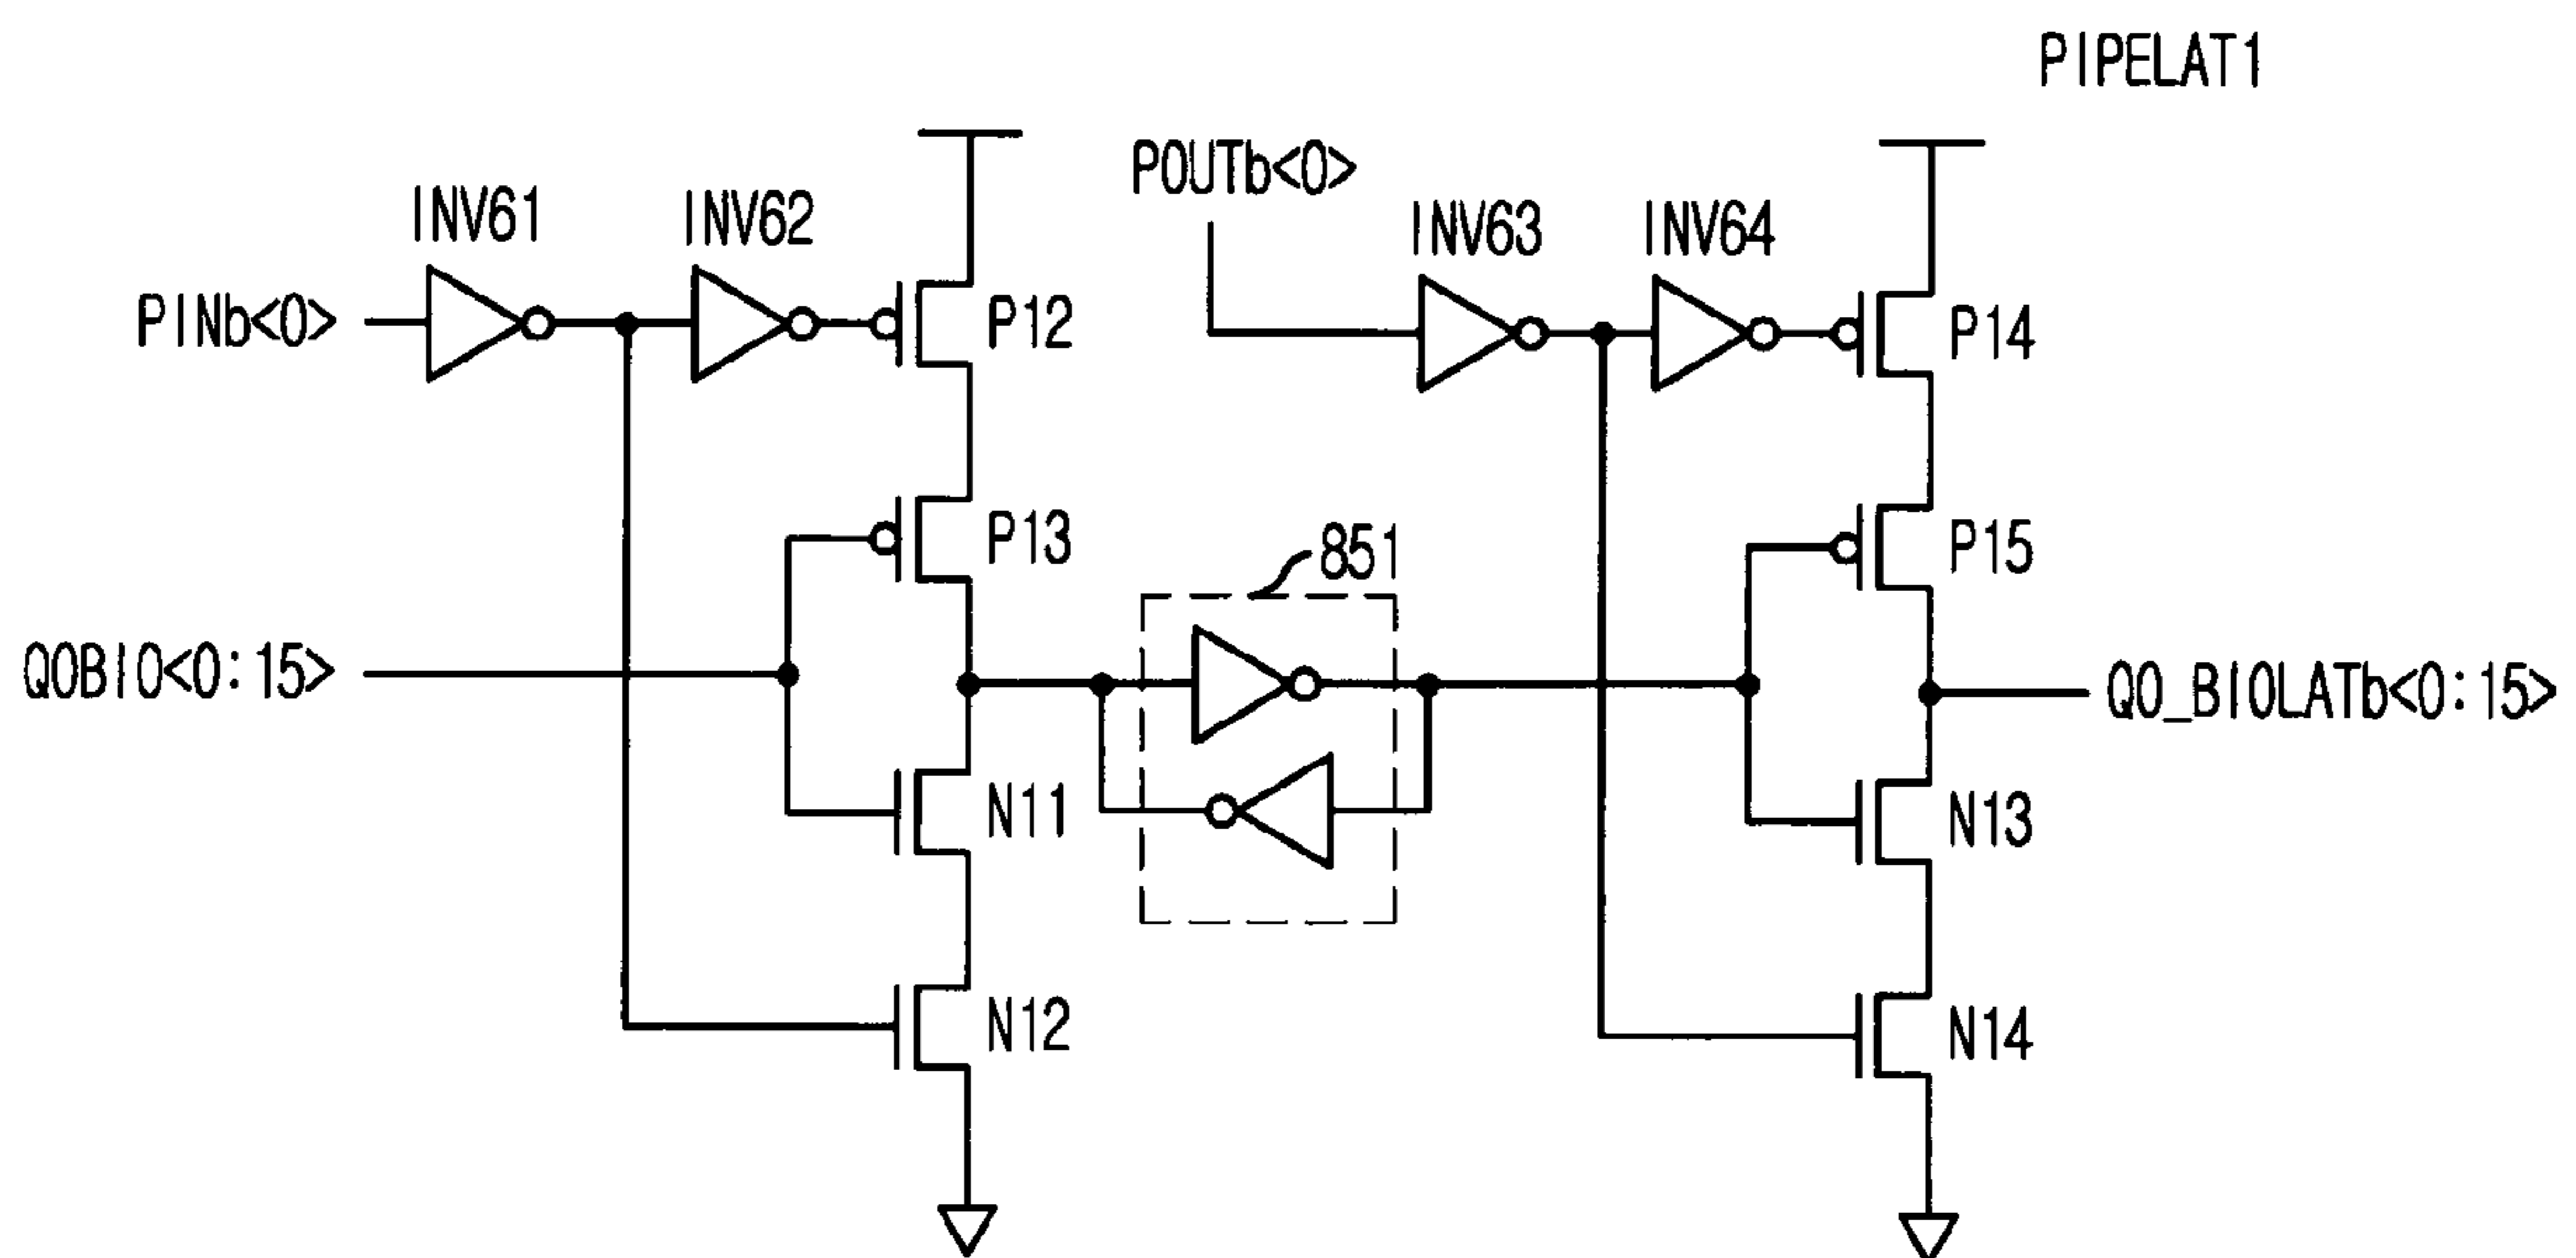 PIPELAT1
POUTb<0>
INV61
INV62
INV63
INV64
PINb<0>
P12
P14
P13
P15
851
Q0BIO<0:15>
Q0_BIOLATb<0:15>
N11
N13
N12
N14